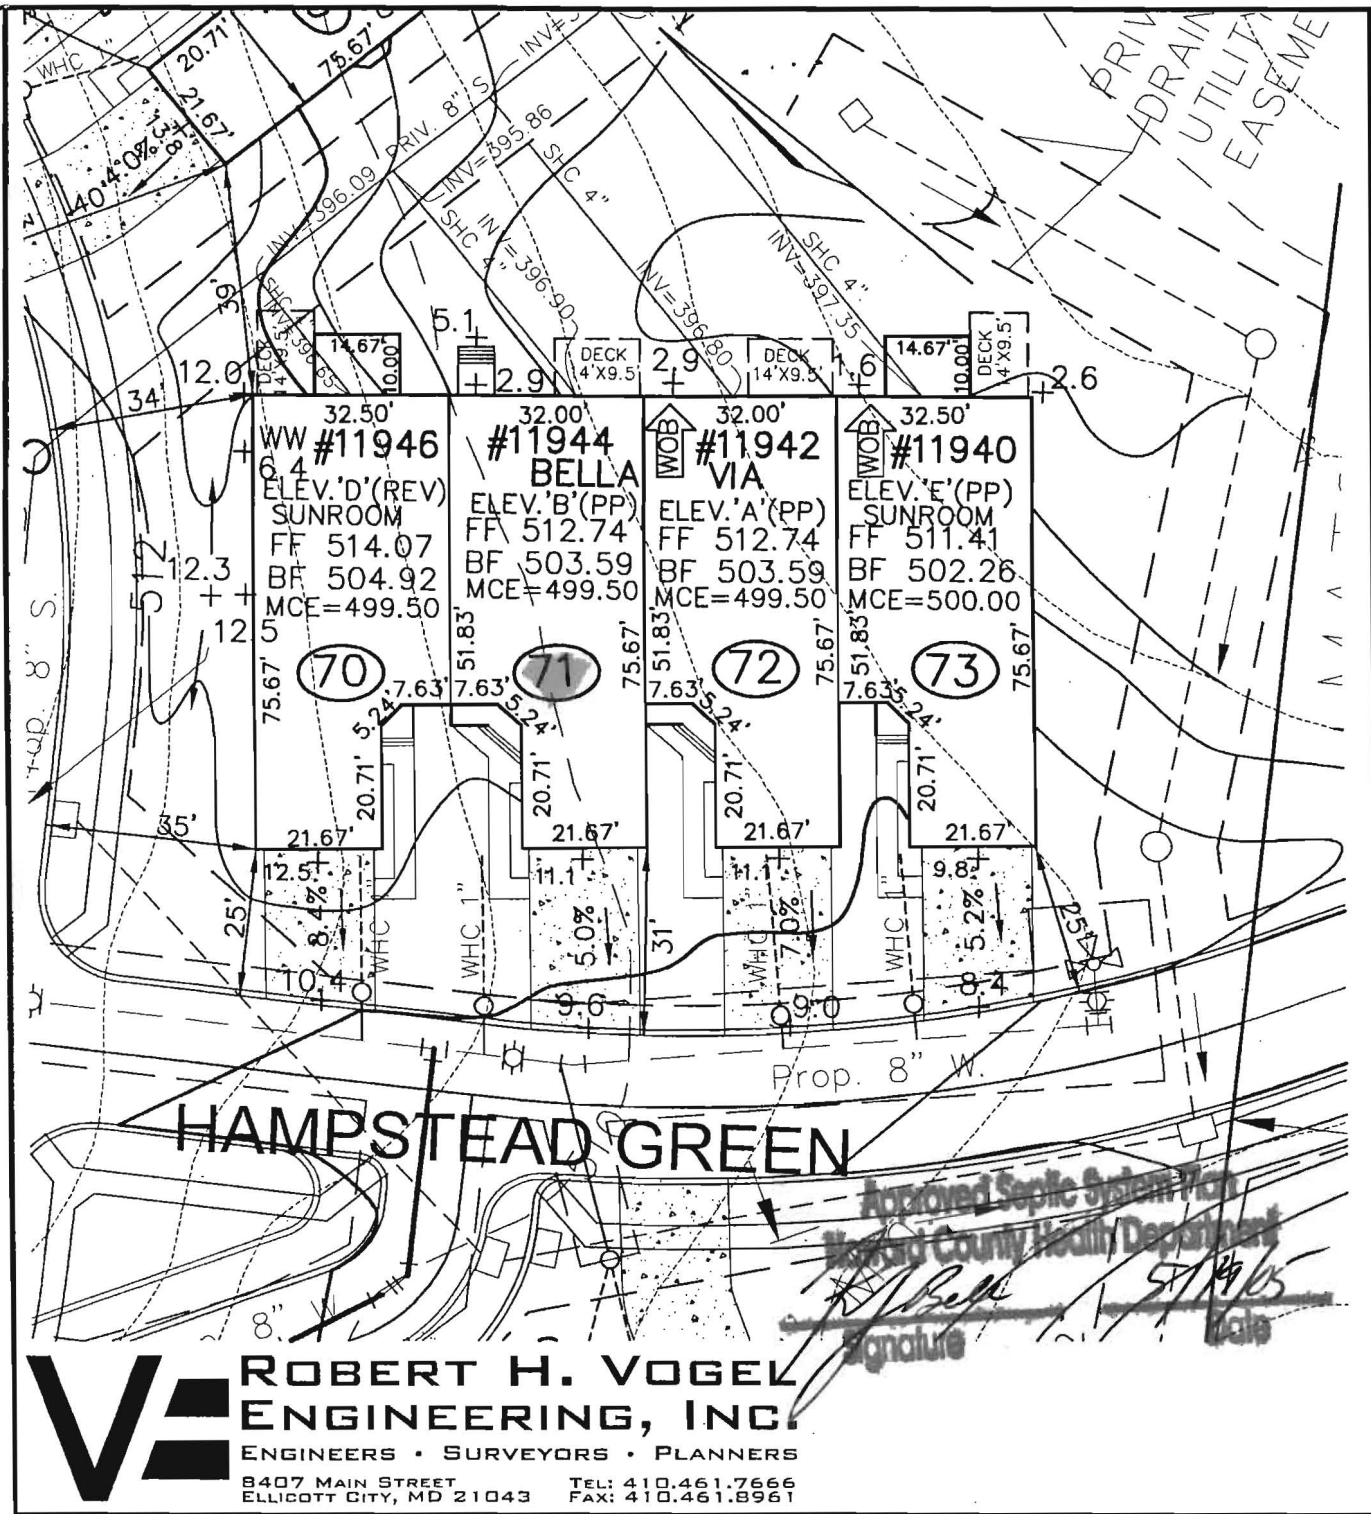 WHC 1"
20.71'
75.67'
21.67'
4.0%
40'
39'
PRIV. 8" S
INV=395.86
INV=396.09
SHC 4"
SHC 4"
INV=396.90
INV=396.80
SHC 4"
INV=397.35
UTILITY
5.1
14.67'
10.00
2.9
DECK
14'X9.5'
2.9
DECK
14'X9.5'
14.67'
10.00
DECK
14'X9.5'
2.6
12.0
34'
32.50'
32.00'
32.00'
32.50'
WW
6.4
#11946
#11944
BELLA
VIA
#11942
#11940
WOB
WOB
ELEV.'D'(REV)
SUNROOM
FF 514.07
BF 504.92
MCE=499.50
ELEV.'B'(PP)
FF 512.74
BF 503.59
MCE=499.50
ELEV.'A'(PP)
FF 512.74
BF 503.59
MCE=499.50
ELEV.'E'(PP)
SUNROOM
FF 511.41
BF 502.26
MCE=500.00
512
12.3
12.5
75.67'
51.83'
75.67'
51.83'
75.67'
51.83'
75.67'
70
71
72
73
7.63'
7.63'
7.63'
7.63'
5.24'
5.24'
5.24'
5.24'
20.71'
20.71'
20.71'
20.71'
35'
21.67'
21.67'
21.67'
21.67'
12.5
11.1
11.1
9.8
25'
8.4%
WHC 1"
WHC 1"
5.0%
31'
WHC 1"
7.0%
WHC 1"
5.2%
25'
10.4
9.6
9.0
8.4
Prop. 8" W.
HAMPSTEAD GREEN
Approved Septic System Plan
Howard County Health Department
5/19/05
Signature
Date
8" W
ROBERT H. VOGEL
ENGINEERING, INC.
ENGINEERS • SURVEYORS • PLANNERS
8407 MAIN STREET TEL: 410.461.7666
ELLICOTT CITY, MD 21043 FAX: 410.461.8961